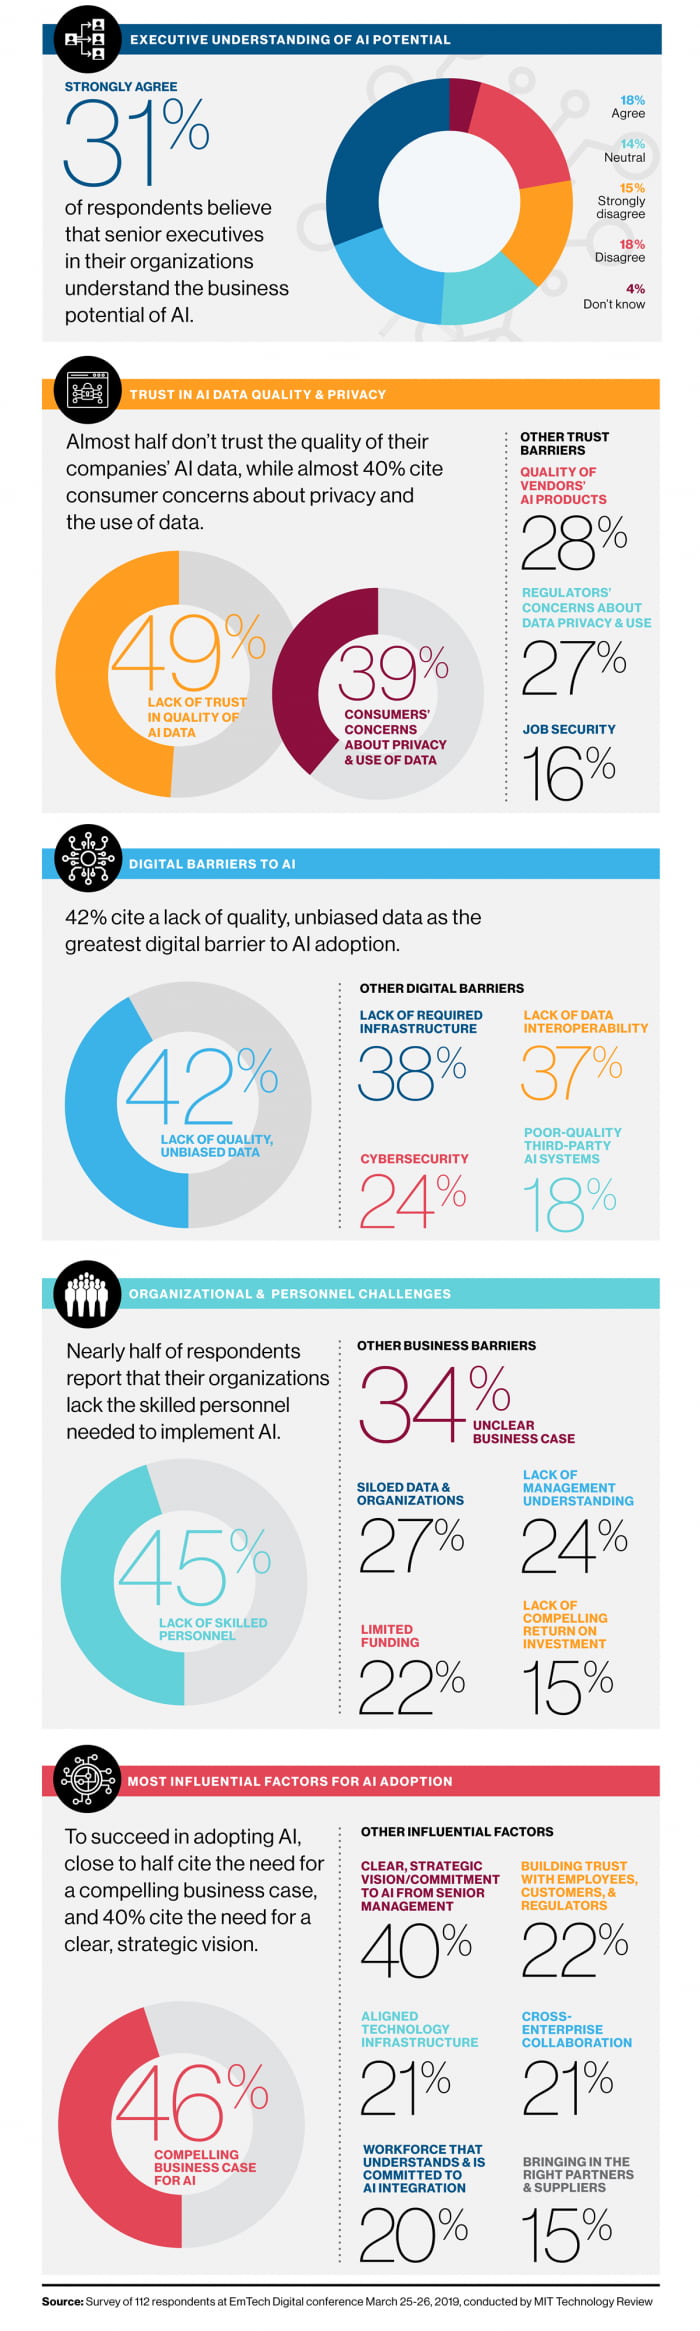 EXECUTIVE UNDERSTANDING OF AI POTENTIAL
STRONGLY AGREE
31%
of respondents believe
that senior executives
in their organizations
understand the business
potential of AI.
18%
Agree
14%
Neutral
15%
Strongly
disagree
18%
Disagree
4%
Don't know
TRUST IN AI DATA QUALITY & PRIVACY
Almost half don't trust the quality of their
companies' AI data, while almost 40% cite
consumer concerns about privacy and
the use of data.
49%
LACK OF TRUST
IN QUALITY OF
AI DATA
39%
CONSUMERS'
CONCERNS
ABOUT PRIVACY
& USE OF DATA
OTHER TRUST
BARRIERS
QUALITY OF
VENDORS'
AI PRODUCTS
28%
REGULATORS'
CONCERNS ABOUT
DATA PRIVACY & USE
27%
JOB SECURITY
16%
DIGITAL BARRIERS TO AI
42% cite a lack of quality, unbiased data as the
greatest digital barrier to AI adoption.
42%
LACK OF QUALITY,
UNBIASED DATA
OTHER DIGITAL BARRIERS
LACK OF REQUIRED
INFRASTRUCTURE
38%
LACK OF DATA
INTEROPERABILITY
37%
CYBERSECURITY
24%
POOR-QUALITY
THIRD-PARTY
AI SYSTEMS
18%
ORGANIZATIONAL & PERSONNEL CHALLENGES
Nearly half of respondents
report that their organizations
lack the skilled personnel
needed to implement AI.
45%
LACK OF SKILLED
PERSONNEL
OTHER BUSINESS BARRIERS
34%
UNCLEAR
BUSINESS CASE
SILOED DATA &
ORGANIZATIONS
27%
LACK OF
MANAGEMENT
UNDERSTANDING
24%
LIMITED
FUNDING
22%
LACK OF
COMPELLING
RETURN ON
INVESTMENT
15%
MOST INFLUENTIAL FACTORS FOR AI ADOPTION
To succeed in adopting AI,
close to half cite the need for
a compelling business case,
and 40% cite the need for a
clear, strategic vision.
46%
COMPELLING
BUSINESS CASE
FOR AI
OTHER INFLUENTIAL FACTORS
CLEAR, STRATEGIC
VISION/COMMITMENT
TO AI FROM SENIOR
MANAGEMENT
40%
BUILDING TRUST
WITH EMPLOYEES,
CUSTOMERS, &
REGULATORS
22%
ALIGNED
TECHNOLOGY
INFRASTRUCTURE
21%
CROSS-
ENTERPRISE
COLLABORATION
21%
WORKFORCE THAT
UNDERSTANDS & IS
COMMITTED TO
AI INTEGRATION
20%
BRINGING IN THE
RIGHT PARTNERS
& SUPPLIERS
15%
Source: Survey of 112 respondents at EmTech Digital conference March 25-26, 2019, conducted by MIT Technology Review